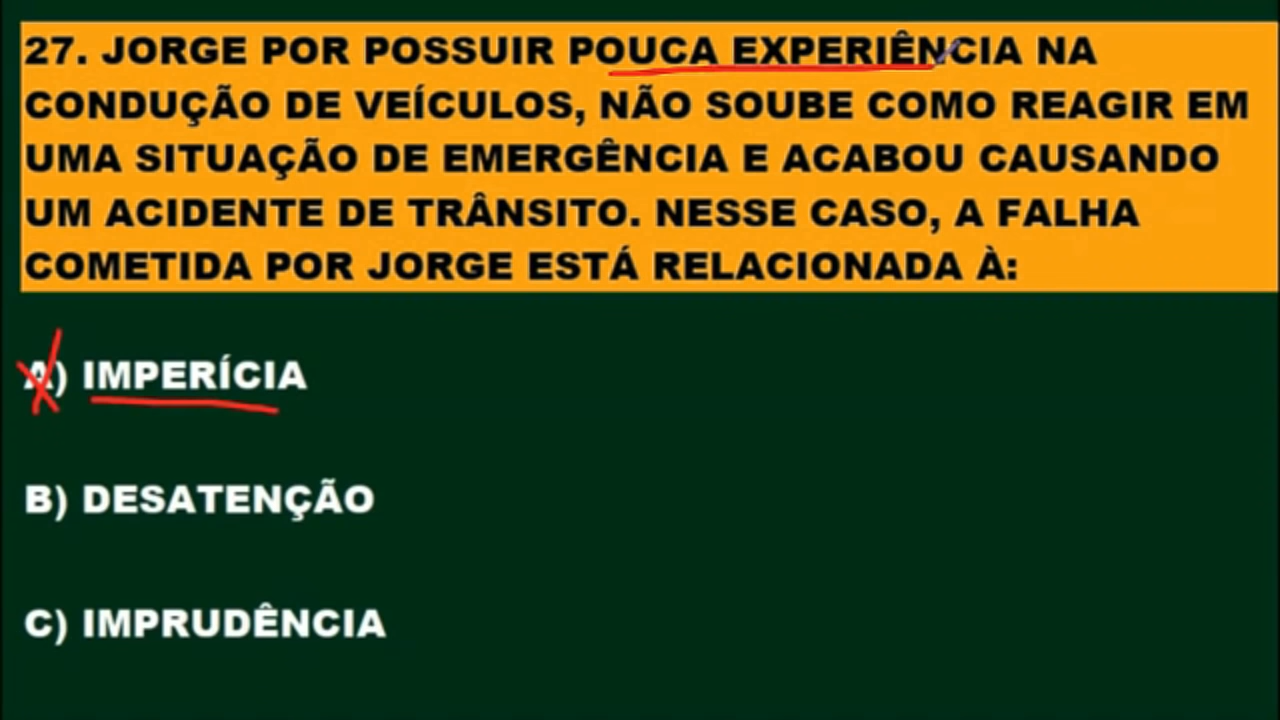 27. JORGE POR POSSUIR POUCA EXPERIÊNCIA NA
CONDUÇÃO DE VEÍCULOS, NÃO SOUBE COMO REAGIR EM
UMA SITUAÇÃO DE EMERGÊNCIA E ACABOU CAUSANDO
UM ACIDENTE DE TRÂNSITO. NESSE CASO, A FALHA
COMETIDA POR JORGE ESTÁ RELACIONADA À:
A) IMPERÍCIA
B) DESATENÇÃO
C) IMPRUDÊNCIA